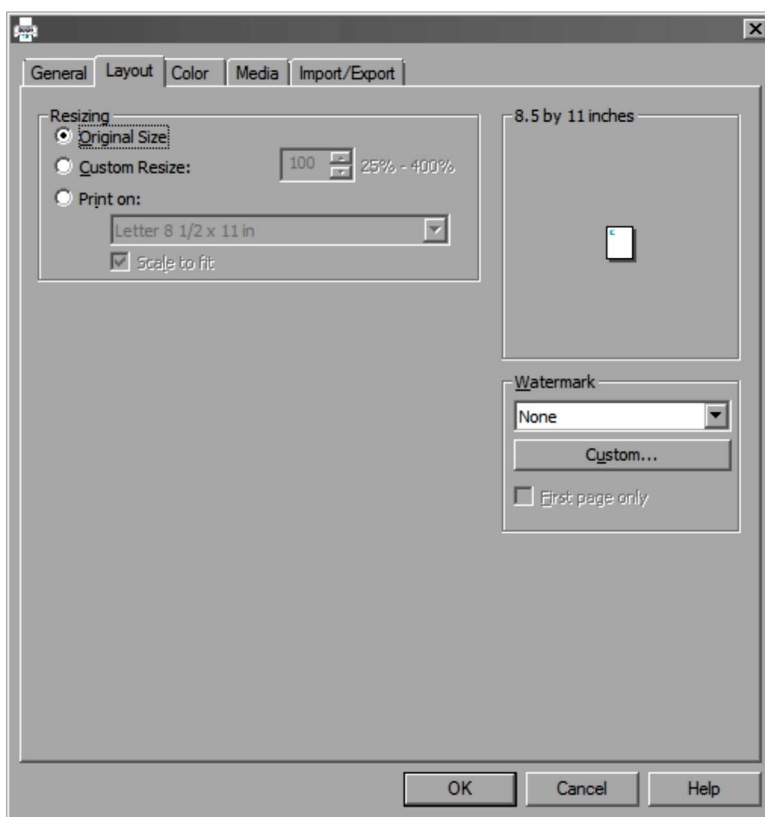 General Layout Color Media Import/Export
Resizing
Original Size
Custom Resize: 100 25% - 400%
Print on:
Letter 8 1/2 x 11 in
Scale to fit
8.5 by 11 inches
Watermark
None
Custom...
First page only
OK Cancel Help